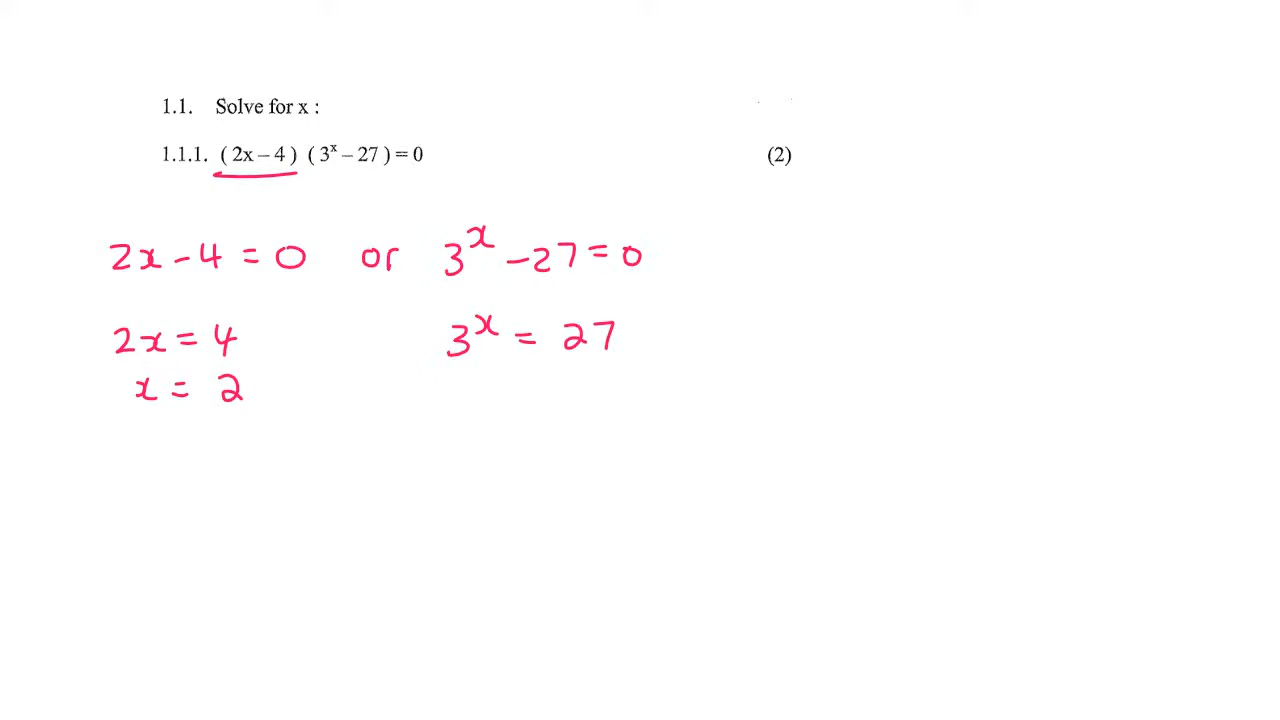 1.1. Solve for x :
1.1.1. ( 2x – 4 ) ( 3ˣ – 27 ) = 0 (2)
2x - 4 = 0 or 3ˣ - 27 = 0
2x = 4 3ˣ = 27
x = 2